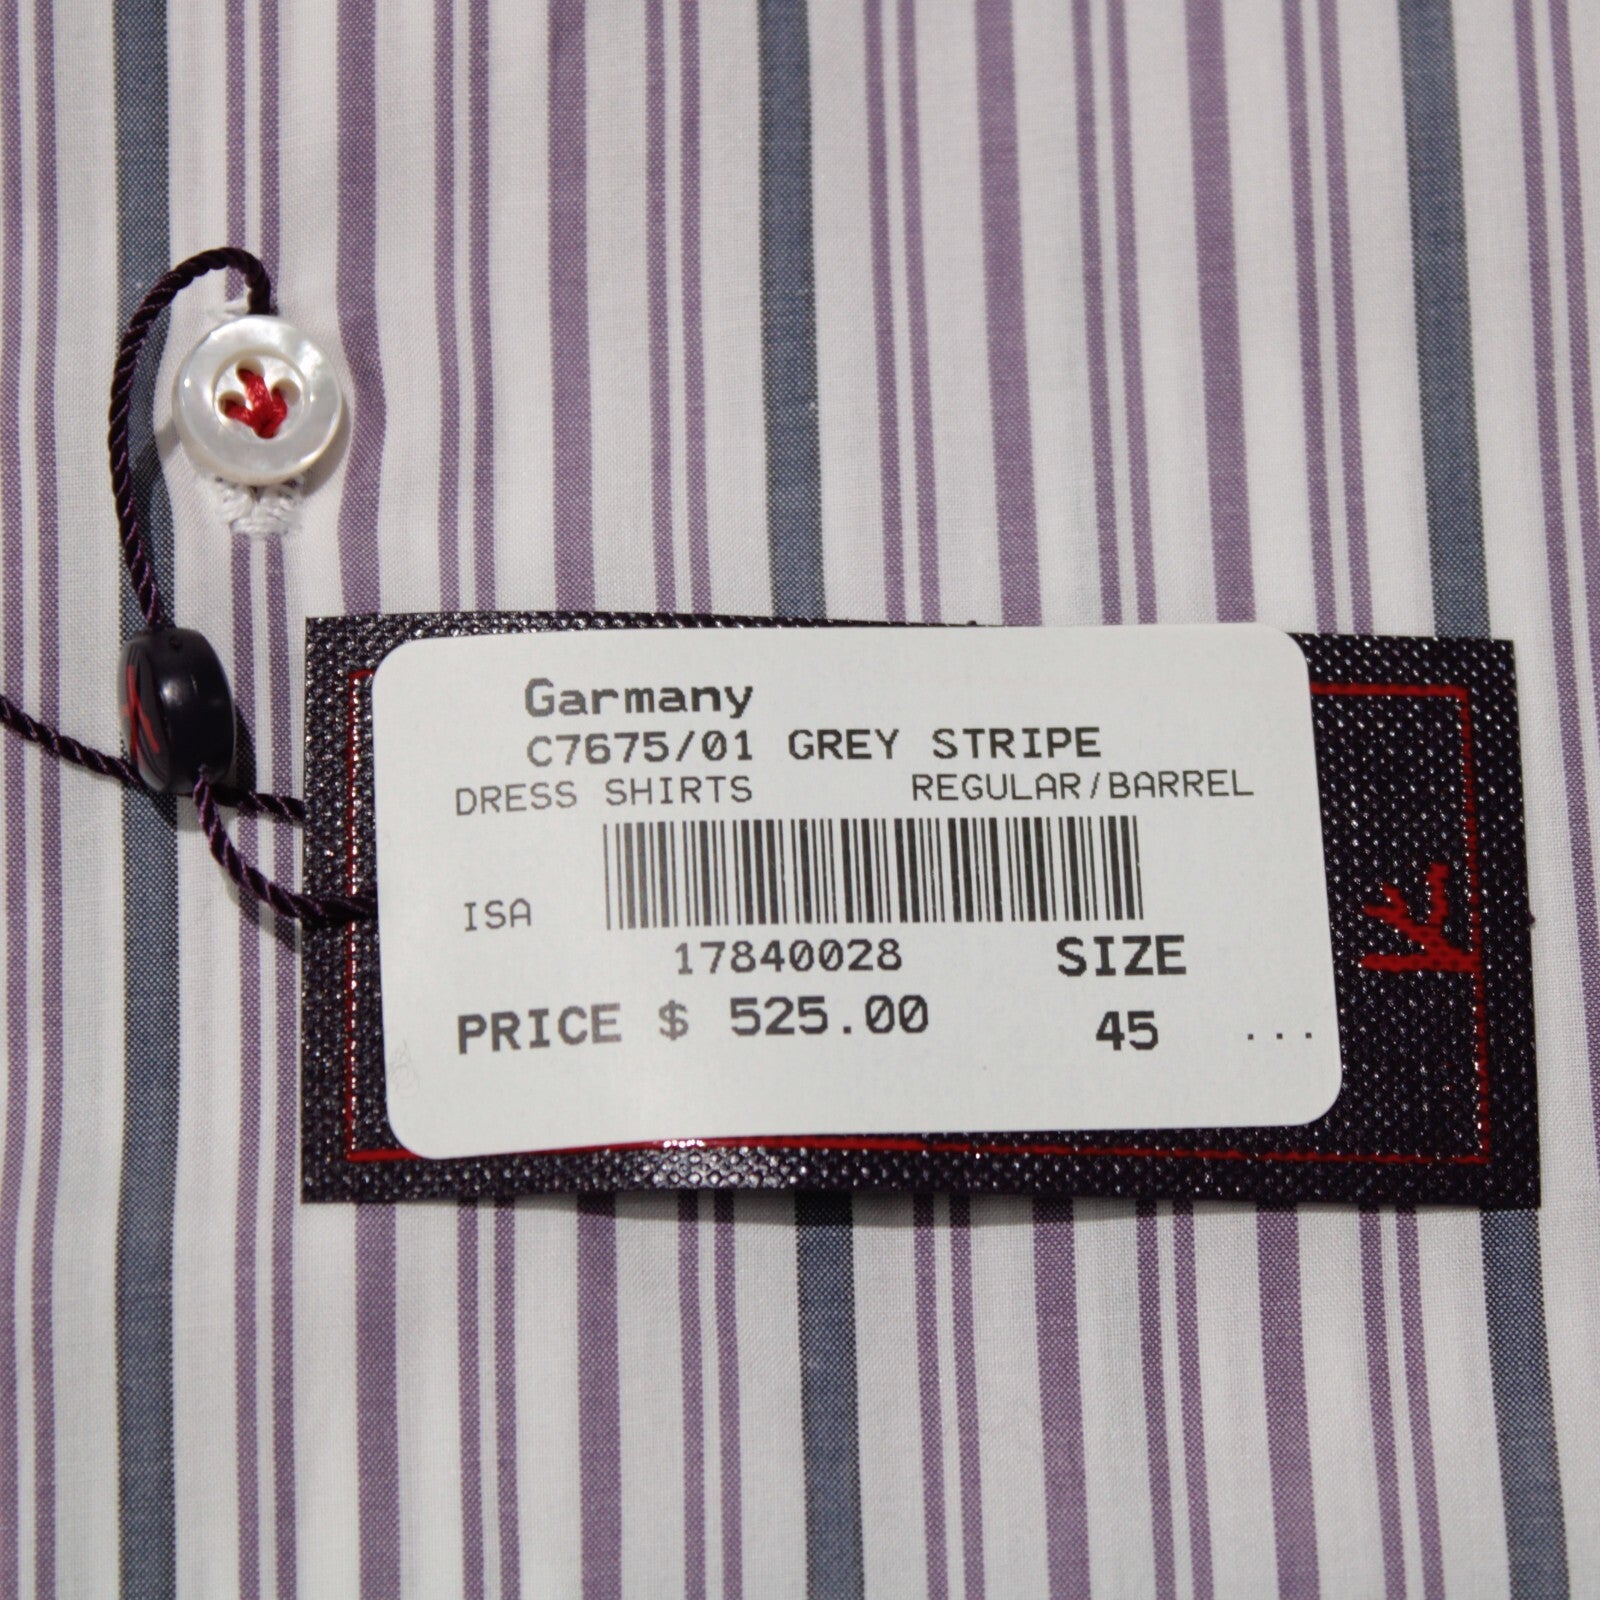 Garmany
C7675/01 GREY STRIPE
DRESS SHIRTS REGULAR/BARREL
ISA
17840028 SIZE
PRICE $ 525.00 45 ...